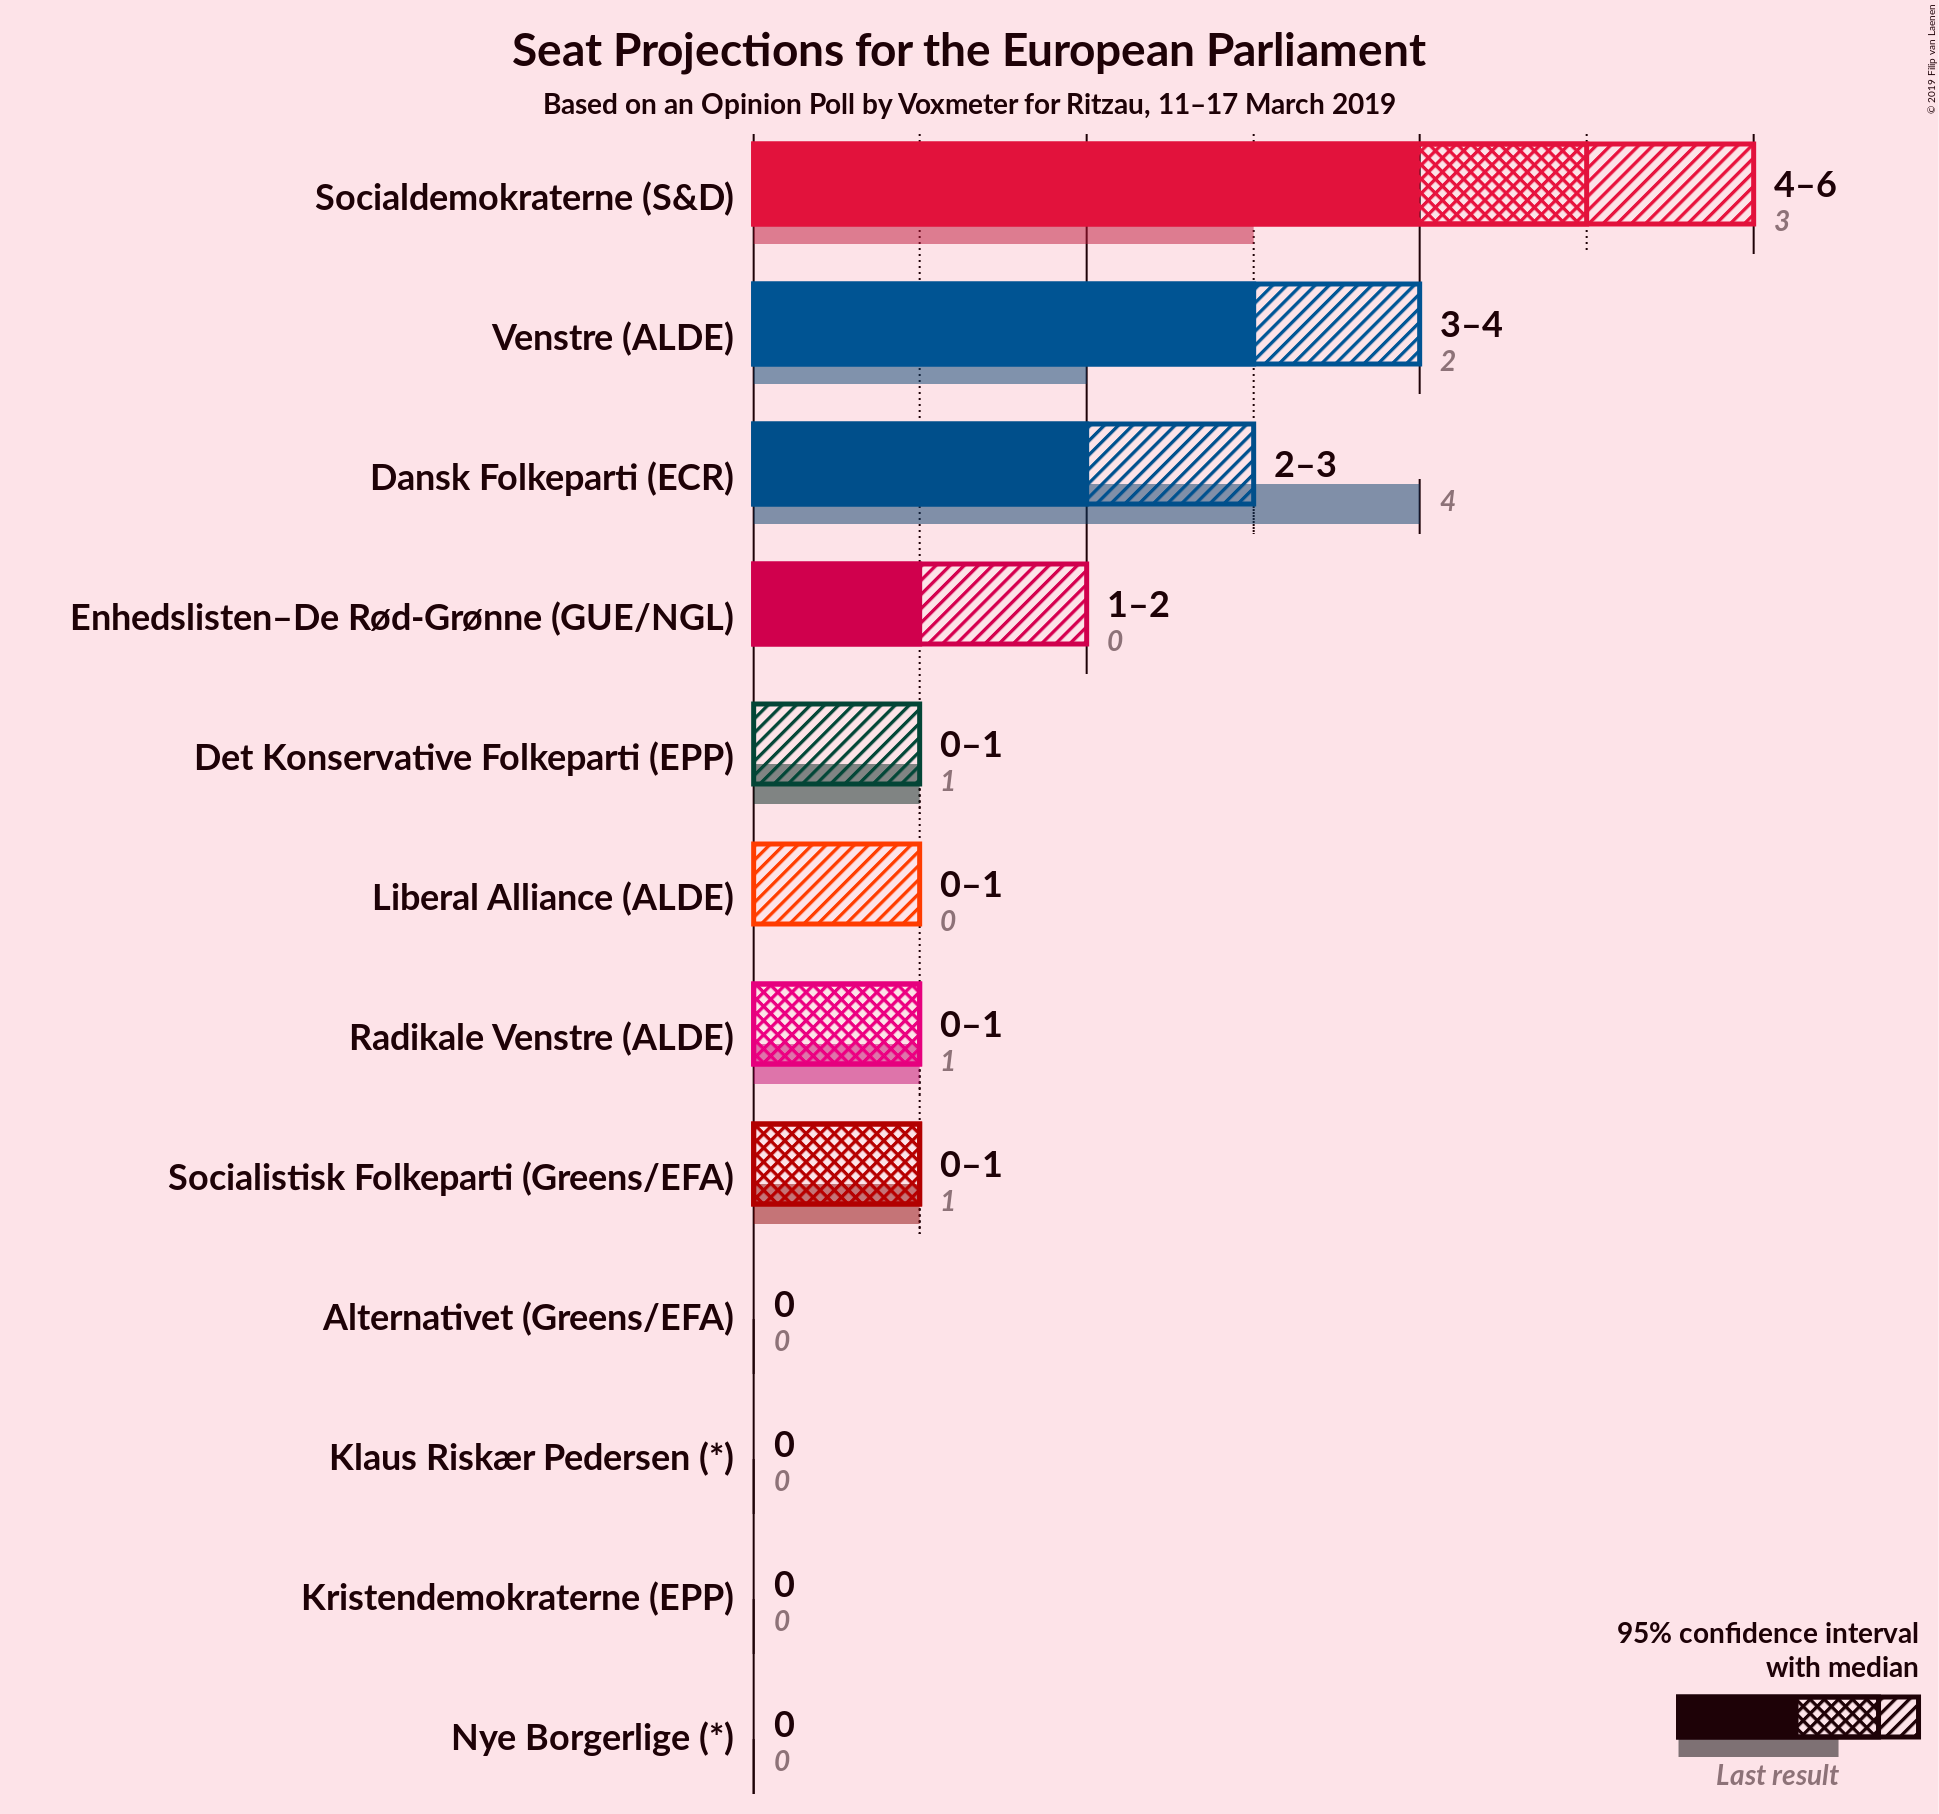 Seat Projections for the European Parliament
Based on an Opinion Poll by Voxmeter for Ritzau, 11–17 March 2019
© 2019 Filip van Laenen
Socialdemokraterne (S&D)
4–6
3
Venstre (ALDE)
3–4
2
Dansk Folkeparti (ECR)
2–3
4
Enhedslisten–De Rød-Grønne (GUE/NGL)
1–2
0
Det Konservative Folkeparti (EPP)
0–1
1
Liberal Alliance (ALDE)
0–1
0
Radikale Venstre (ALDE)
0–1
1
Socialistisk Folkeparti (Greens/EFA)
0–1
1
Alternativet (Greens/EFA)
0
0
Klaus Riskær Pedersen (*)
0
0
Kristendemokraterne (EPP)
0
0
Nye Borgerlige (*)
0
0
95% confidence interval
with median
Last result